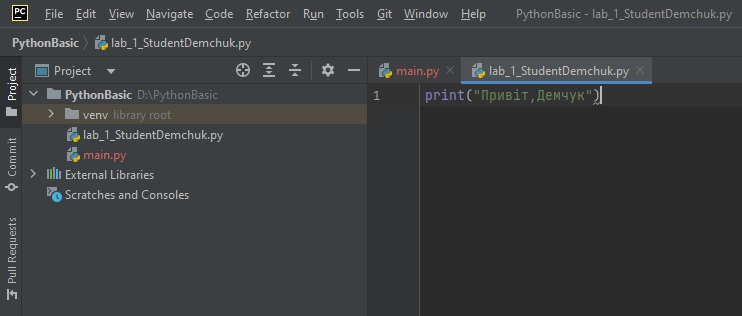 PC File Edit View Navigate Code Refactor Run Tools Git Window Help PythonBasic - lab_1_StudentDemchuk.py
PythonBasic lab_1_StudentDemchuk.py
Project
Commit
Pull Requests
Project
PythonBasic D:\PythonBasic
venv library root
lab_1_StudentDemchuk.py
main.py
External Libraries
Scratches and Consoles
main.py lab_1_StudentDemchuk.py
1 print("Привіт,Демчук")